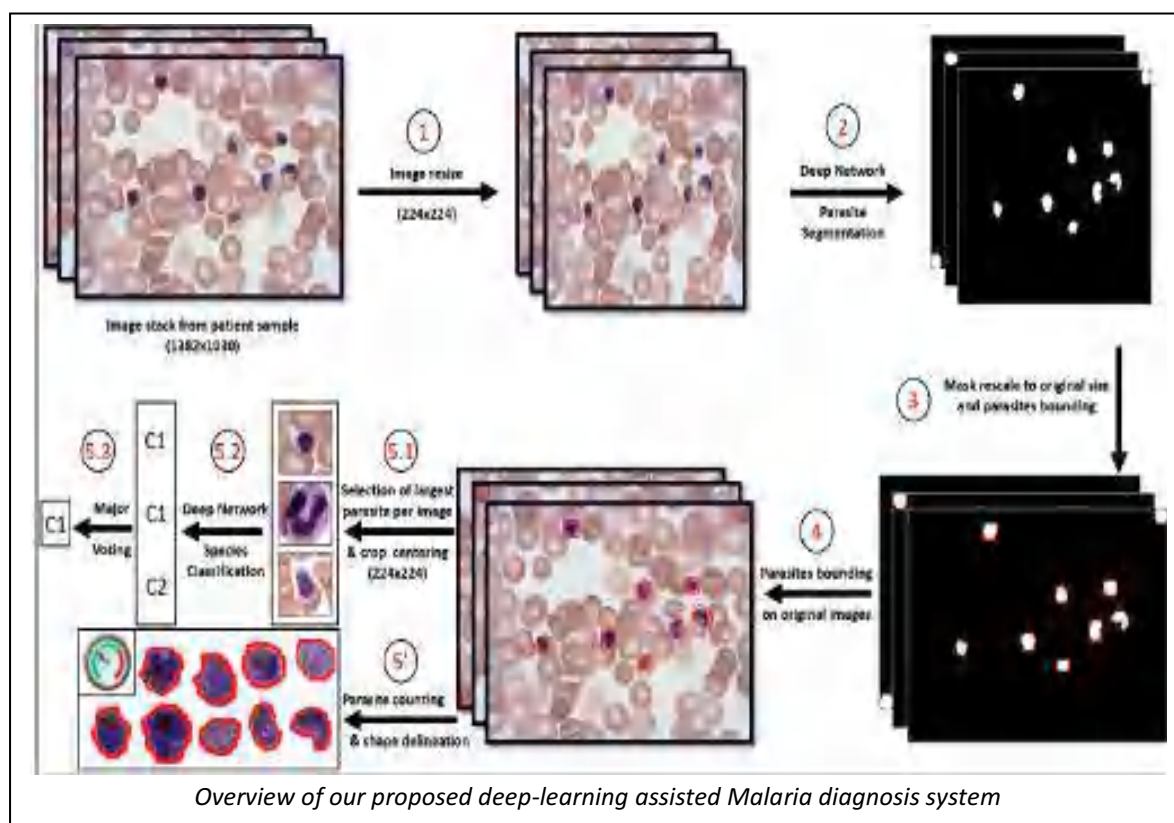 1
Image resize
(224x224)
2
Deep Network
Parasite
Segmentation
Image stack from patient sample
(1382x1030)
3
Mask rescale to original size
and parasites bounding
4
Parasites bounding
on original images
5.1
Selection of largest
parasite per image
& crop centering
(224x224)
5.2
Deep Network
Species
Classification
C1
C1
C2
5.3
Major
Voting
C1
5'
Parasite counting
& shape delineation
Overview of our proposed deep-learning assisted Malaria diagnosis system